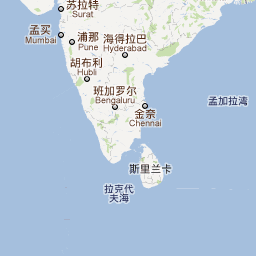 苏拉特
Surat
孟买
Mumbai
浦那
Pune
海得拉巴
Hyderabad
胡布利
Hubli
班加罗尔
Bengaluru
金奈
Chennai
孟加拉湾
斯里兰卡
拉克代
夫海